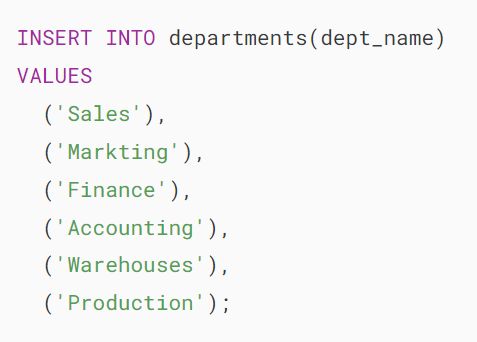 INSERT INTO departments(dept_name)
VALUES
('Sales'),
('Markting'),
('Finance'),
('Accounting'),
('Warehouses'),
('Production');